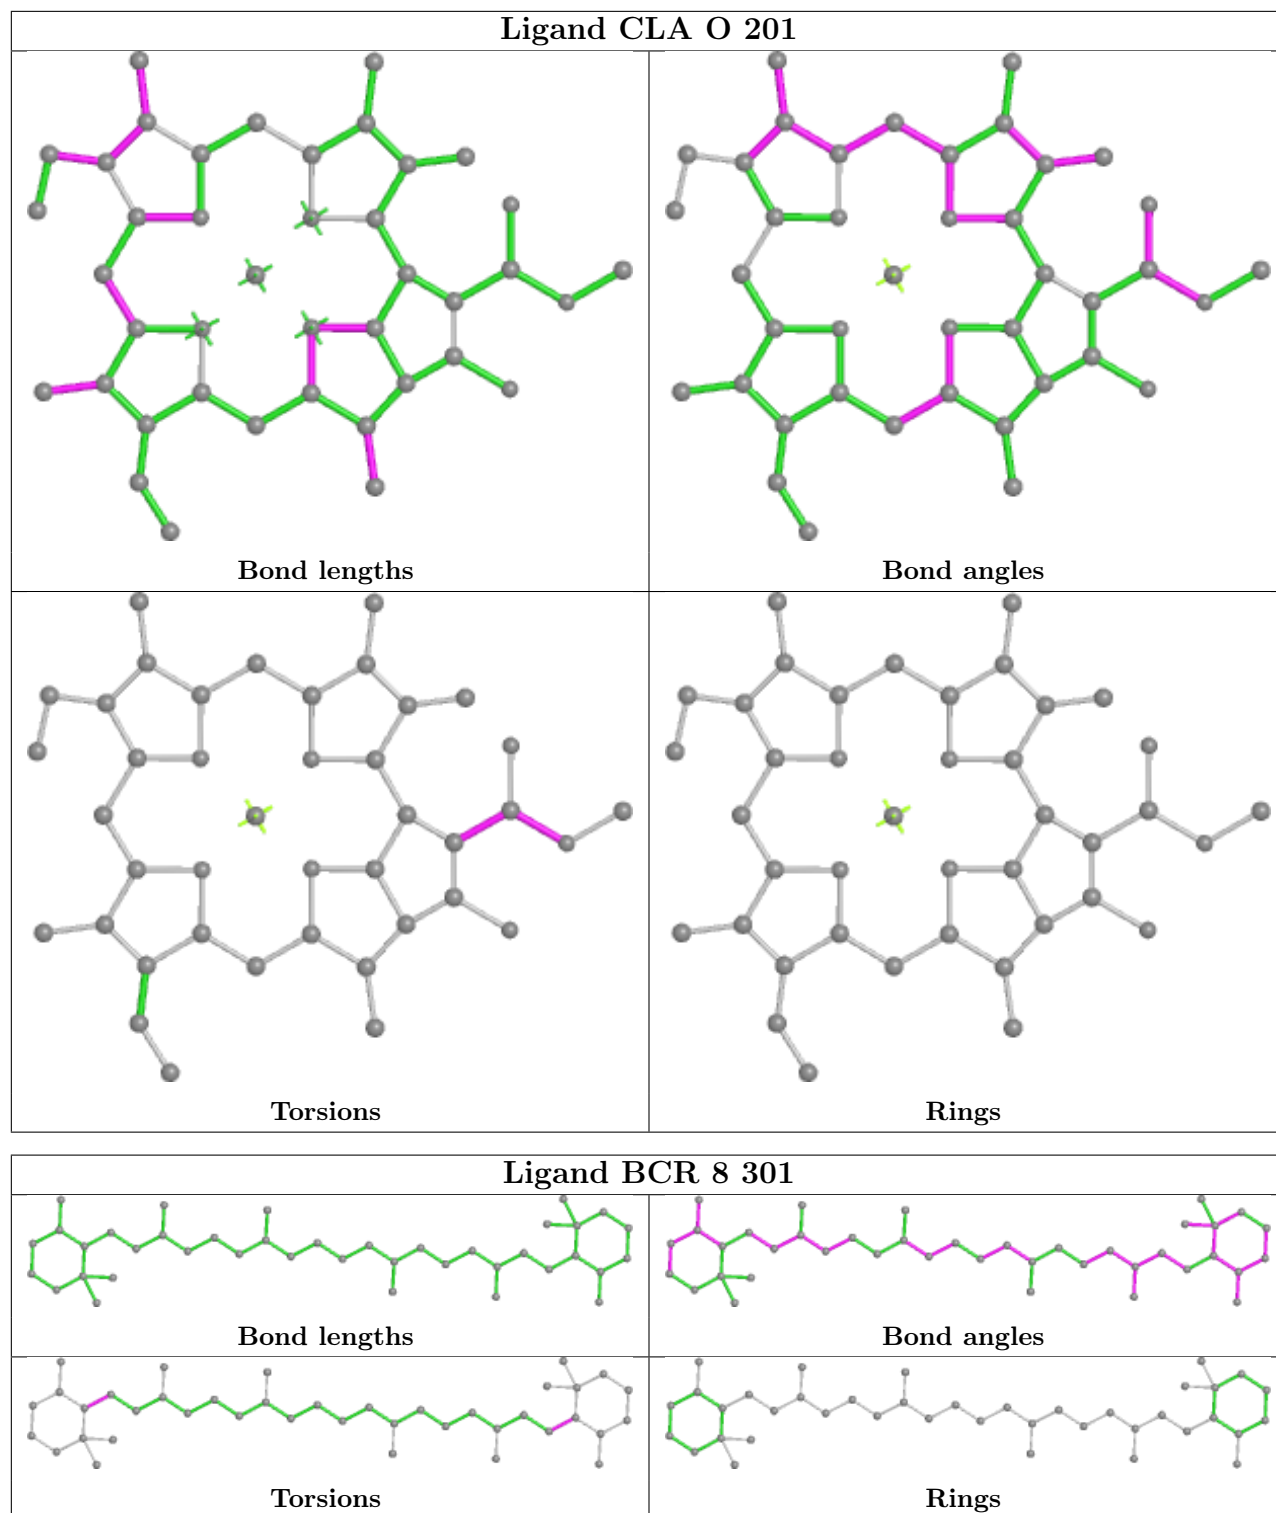 Ligand CLA O 201
Bond lengths
Bond angles
Torsions
Rings
Ligand BCR 8 301
Bond lengths
Bond angles
Torsions
Rings